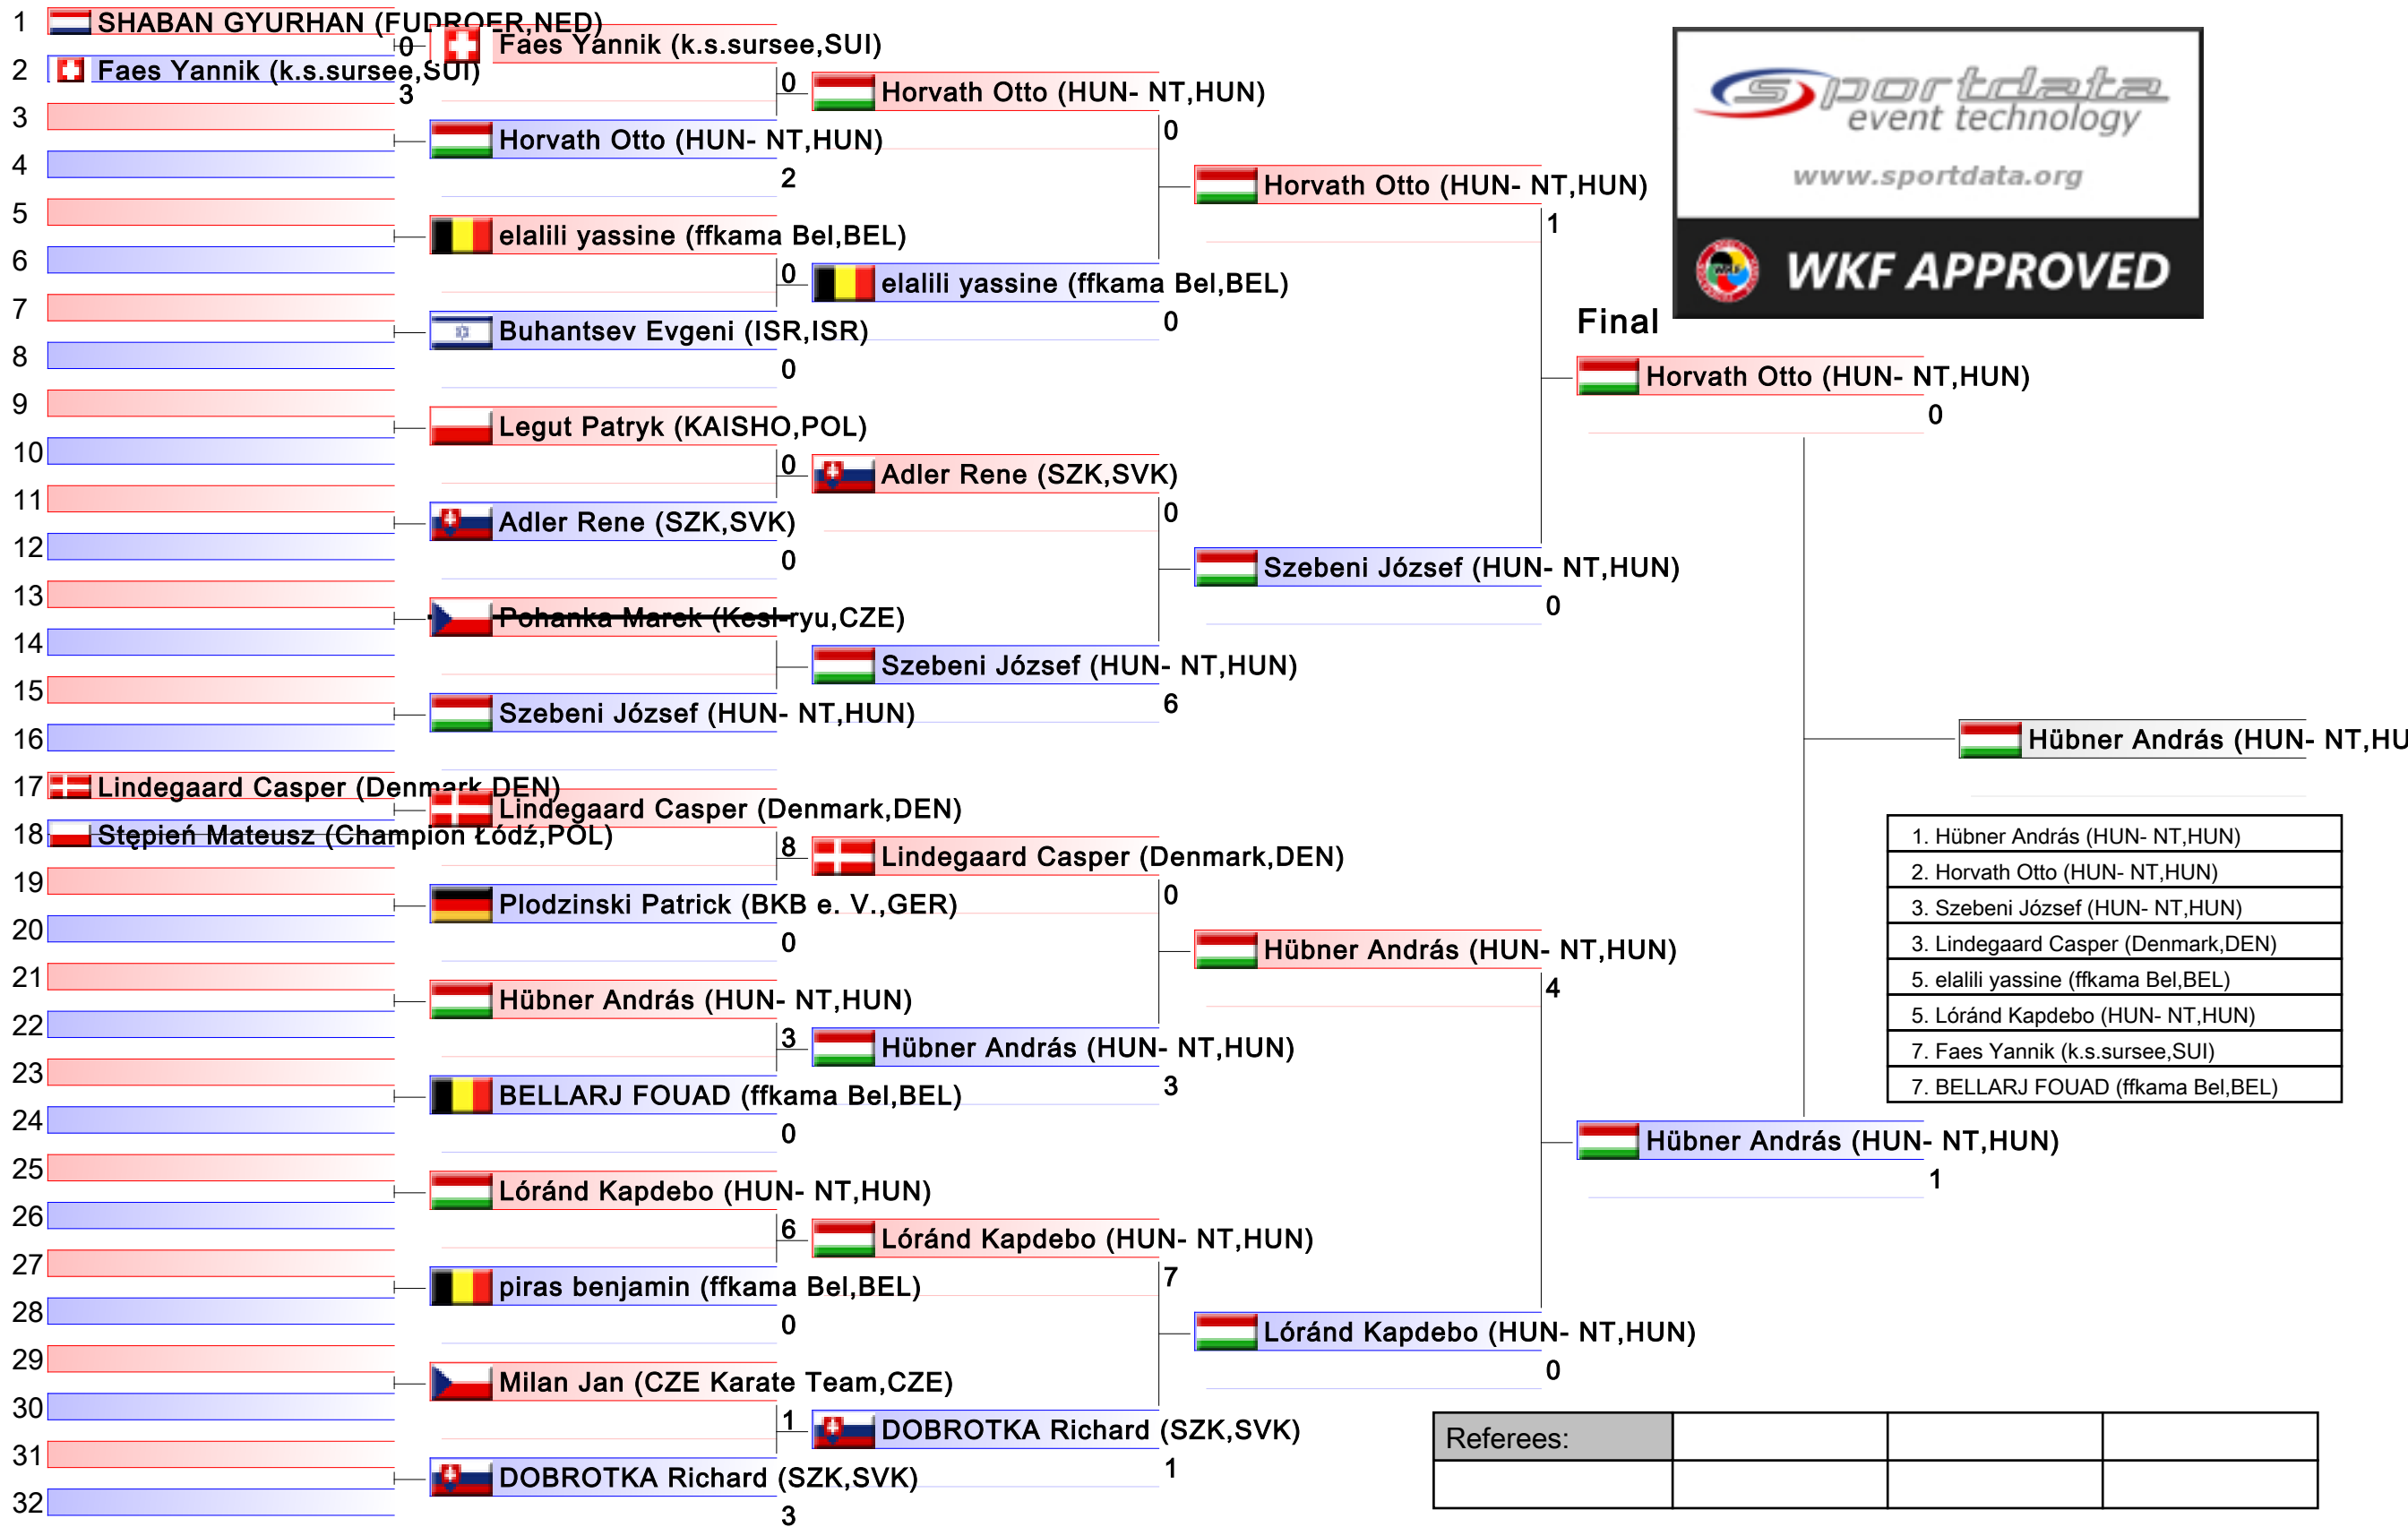 1 SHABAN GYURHAN (FUDROER,NED)
0
2 Faes Yannik (k.s.sursee,SUI)
3
3
4
5
6
7
8
9
10
11
12
13
14
15
16
17 Lindegaard Casper (Denmark,DEN)
18 Stępień Mateusz (Champion Łódź,POL)
19
20
21
22
23
24
25
26
27
28
29
30
31
32
Faes Yannik (k.s.sursee,SUI)
0
Horvath Otto (HUN- NT,HUN)
2
elalili yassine (ffkama Bel,BEL)
0
Buhantsev Evgeni (ISR,ISR)
0
Legut Patryk (KAISHO,POL)
0
Adler Rene (SZK,SVK)
0
Pohanka Marek (Kesl-ryu,CZE)
Szebeni József (HUN- NT,HUN)
Lindegaard Casper (Denmark,DEN)
8
Plodzinski Patrick (BKB e. V.,GER)
0
Hübner András (HUN- NT,HUN)
3
BELLARJ FOUAD (ffkama Bel,BEL)
0
Lóránd Kapdebo (HUN- NT,HUN)
6
piras benjamin (ffkama Bel,BEL)
0
Milan Jan (CZE Karate Team,CZE)
1
DOBROTKA Richard (SZK,SVK)
3
Horvath Otto (HUN- NT,HUN)
0
elalili yassine (ffkama Bel,BEL)
0
Adler Rene (SZK,SVK)
0
Szebeni József (HUN- NT,HUN)
6
Lindegaard Casper (Denmark,DEN)
0
Hübner András (HUN- NT,HUN)
3
Lóránd Kapdebo (HUN- NT,HUN)
7
DOBROTKA Richard (SZK,SVK)
1
Horvath Otto (HUN- NT,HUN)
1
Szebeni József (HUN- NT,HUN)
0
Hübner András (HUN- NT,HUN)
4
Lóránd Kapdebo (HUN- NT,HUN)
0
sportdata
event technology
www.sportdata.org
WKF APPROVED
Final
Horvath Otto (HUN- NT,HUN)
0
Hübner András (HUN- NT,HUN)
1
Hübner András (HUN- NT,HU
1. Hübner András (HUN- NT,HUN)
2. Horvath Otto (HUN- NT,HUN)
3. Szebeni József (HUN- NT,HUN)
3. Lindegaard Casper (Denmark,DEN)
5. elalili yassine (ffkama Bel,BEL)
5. Lóránd Kapdebo (HUN- NT,HUN)
7. Faes Yannik (k.s.sursee,SUI)
7. BELLARJ FOUAD (ffkama Bel,BEL)
Referees: